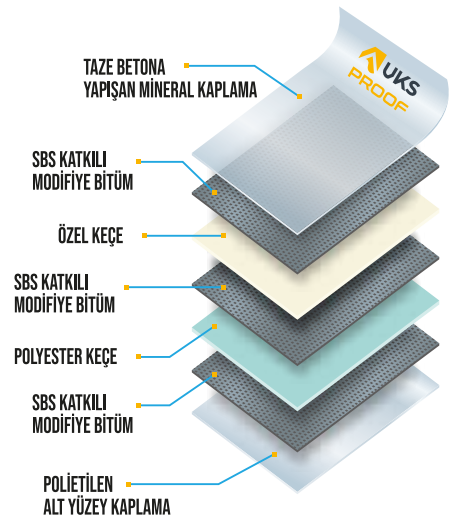 UKS
PROOF
TAZE BETONA
YAPIŞAN MİNERAL KAPLAMA
SBS KATKILI
MODİFİYE BİTÜM
ÖZEL KEÇE
SBS KATKILI
MODİFİYE BİTÜM
POLYESTER KEÇE
SBS KATKILI
MODİFİYE BİTÜM
POLİETİLEN
ALT YÜZEY KAPLAMA